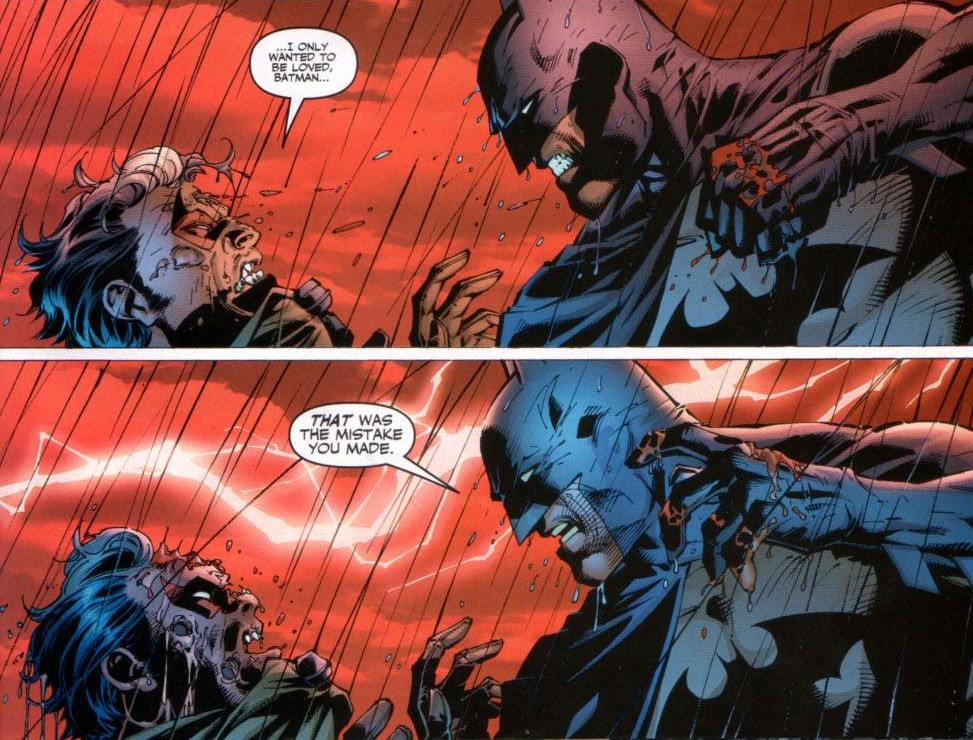 ...I ONLY
WANTED TO
BE LOVED,
BATMAN...
THAT WAS
THE MISTAKE
YOU MADE.